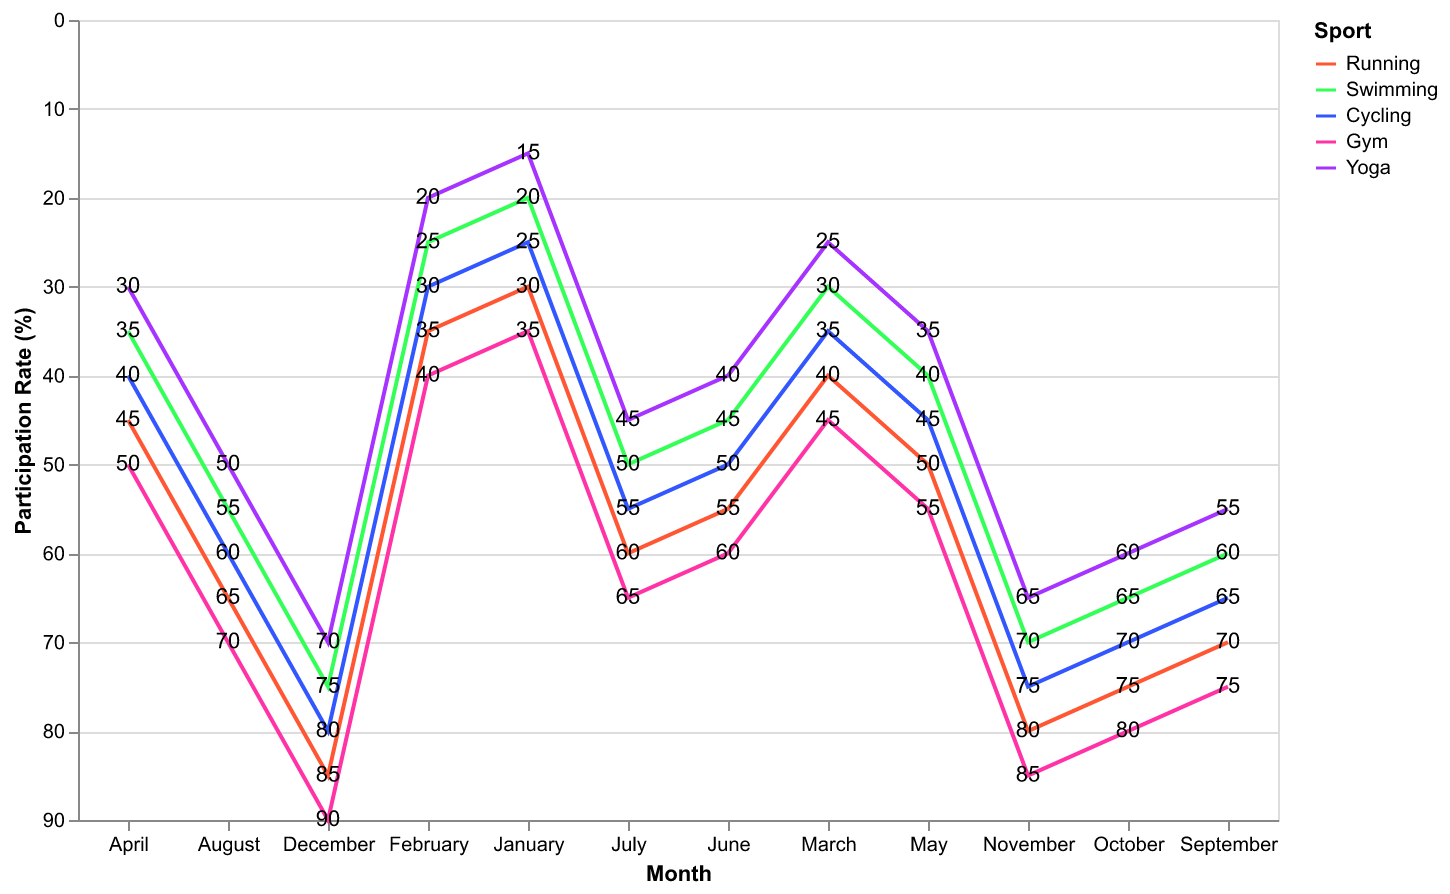 0
10
20
30
40
50
60
70
80
90
Participation Rate (%)
15
20 20
25 25 25
30 30 30 30
35 35 35 35 35
40 40 40 40 40
45 45 45 45 45
50 50 50 50 50
55 55 55 55 55
60 60 60 60 60
65 65 65 65 65
70 70 70 70 70
75 75 75 75
80 80 80
85 85
90
April August December February January July June March May November October September
Month
Sport
Running
Swimming
Cycling
Gym
Yoga